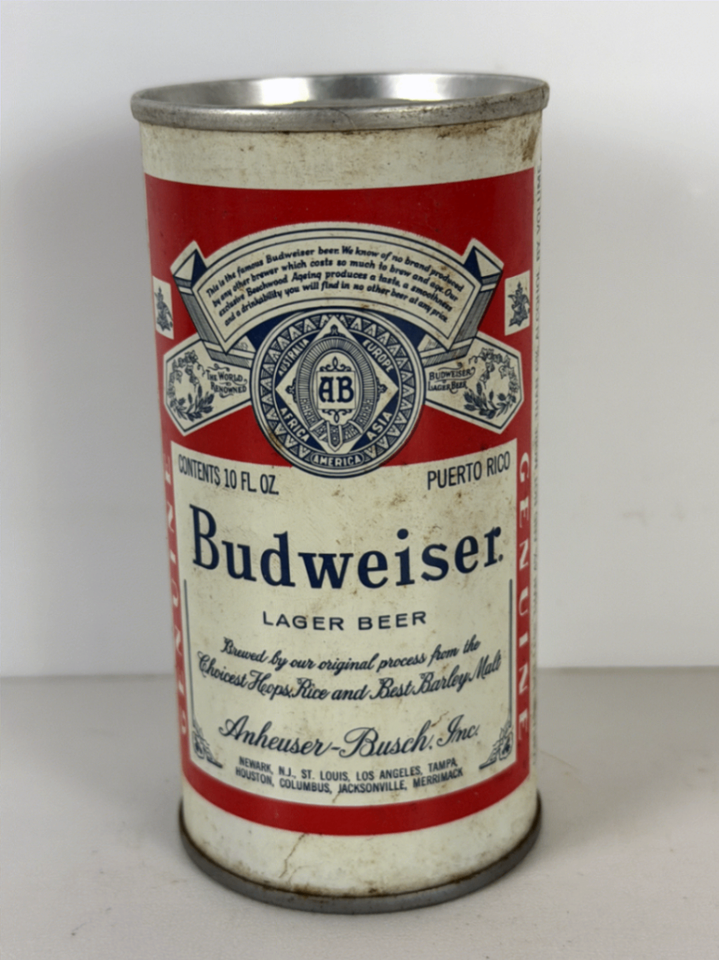 This is the famous Budweiser beer. We know of no brand produced
by any other brewer which costs so much to brew and age. Our
exclusive Beechwood Ageing produces a taste, a smoothness
and a drinkability you will find in no other beer at any price.
THE WORLD
RENOWNED
BUDWEISER
LAGER BEER
AUSTRALIA
EUROPE
AB
AFRICA
ASIA
AMERICA
CONTENTS 10 FL. OZ.
PUERTO RICO
Budweiser.
LAGER BEER
Brewed by our original process from the
Choicest Hops, Rice and Best Barley Malt
Anheuser-Busch, Inc.
NEWARK, N.J., ST. LOUIS, LOS ANGELES, TAMPA,
HOUSTON, COLUMBUS, JACKSONVILLE, MERRIMACK
GENUINE
GENUINE